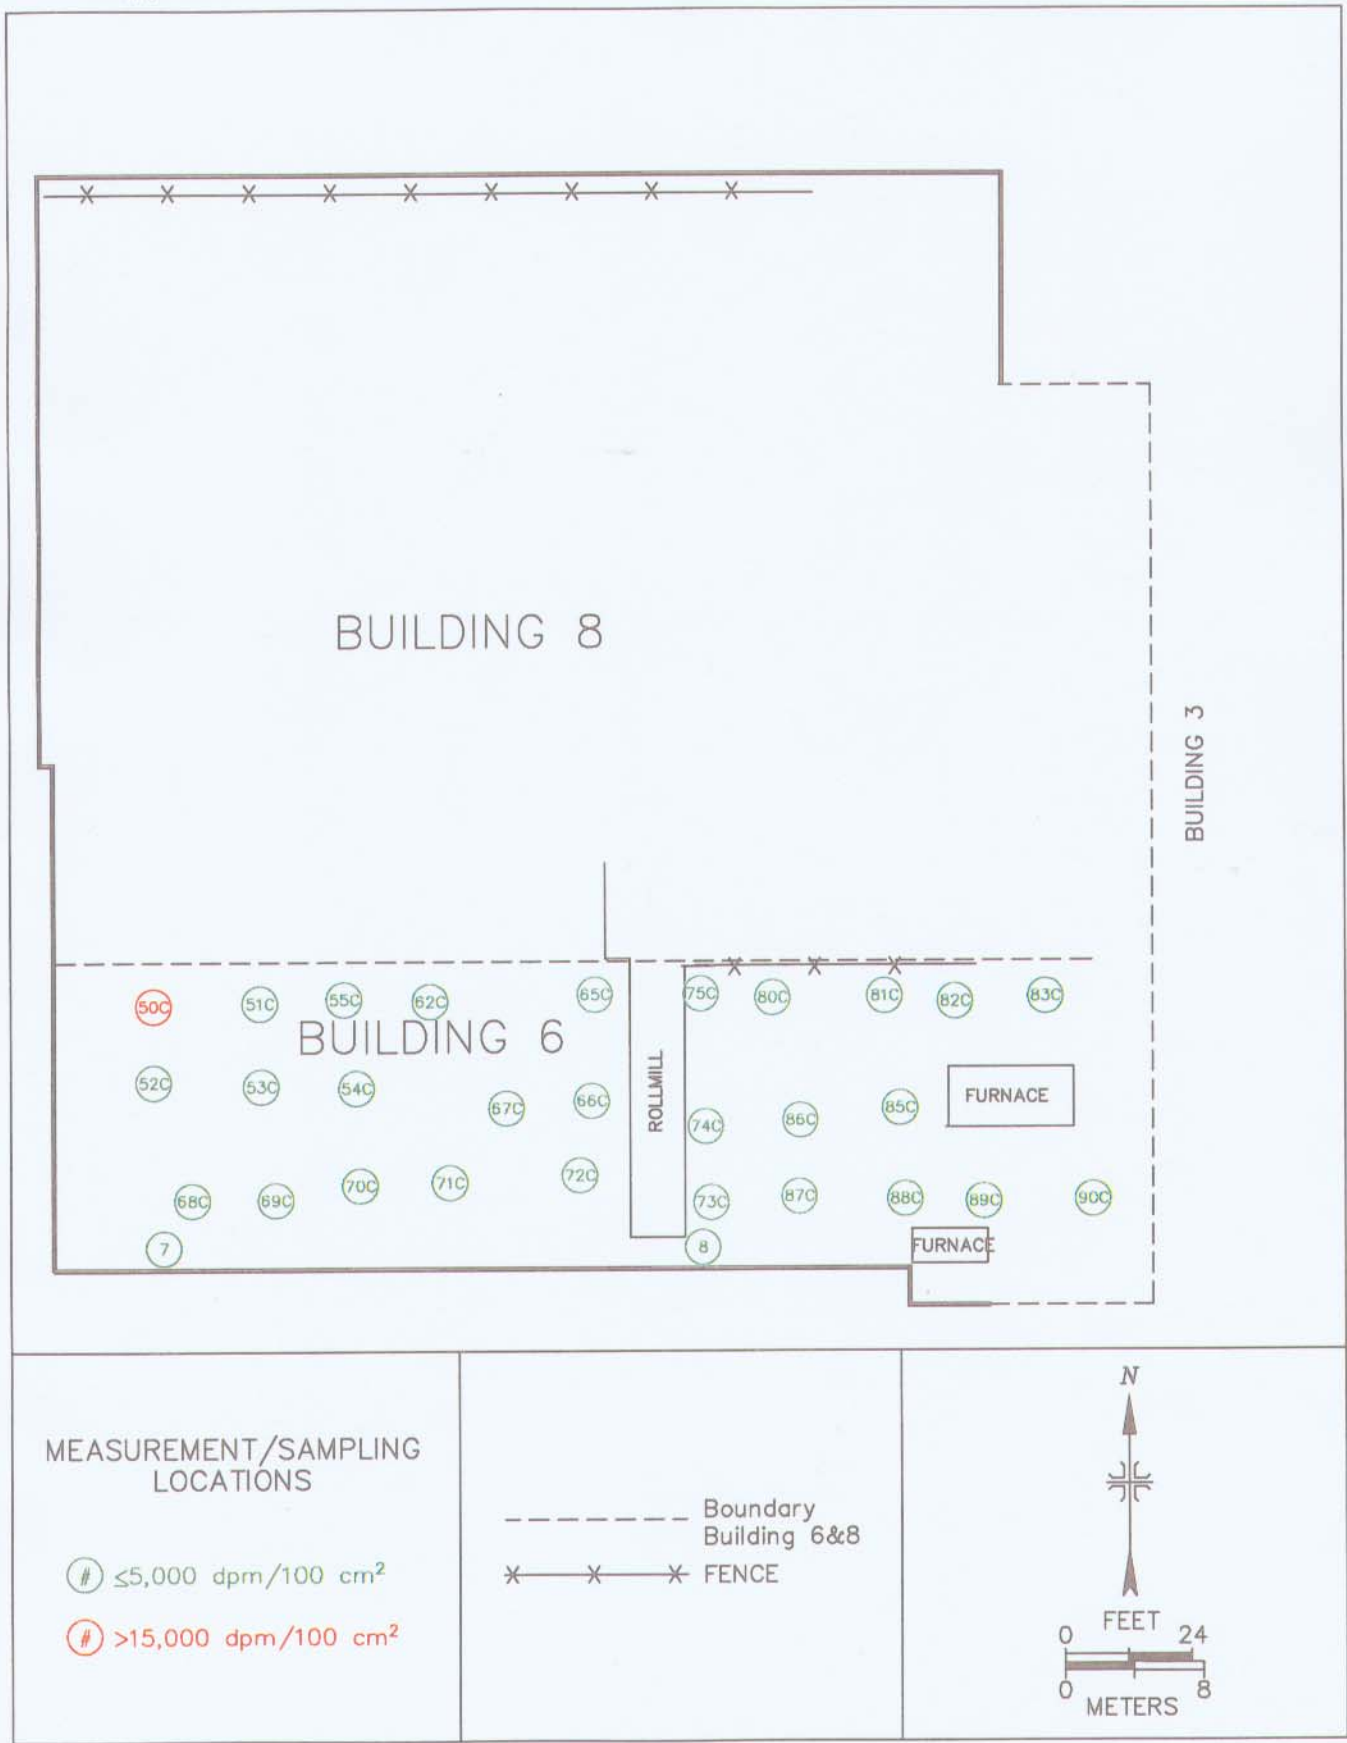 BUILDING 8
BUILDING 3
50C 51C 55C 62C 65C 75C 80C 81C 82C 83C
BUILDING 6
52C 53C 54C 67C 66C ROLLMILL 74C 86C 85C FURNACE
68C 69C 70C 71C 72C 73C 87C 88C 89C 90C
7 8 FURNACE
MEASUREMENT/SAMPLING
LOCATIONS
# ≤5,000 dpm/100 cm²
# >15,000 dpm/100 cm²
Boundary
Building 6&8
FENCE
N
FEET
0 24
0 8
METERS